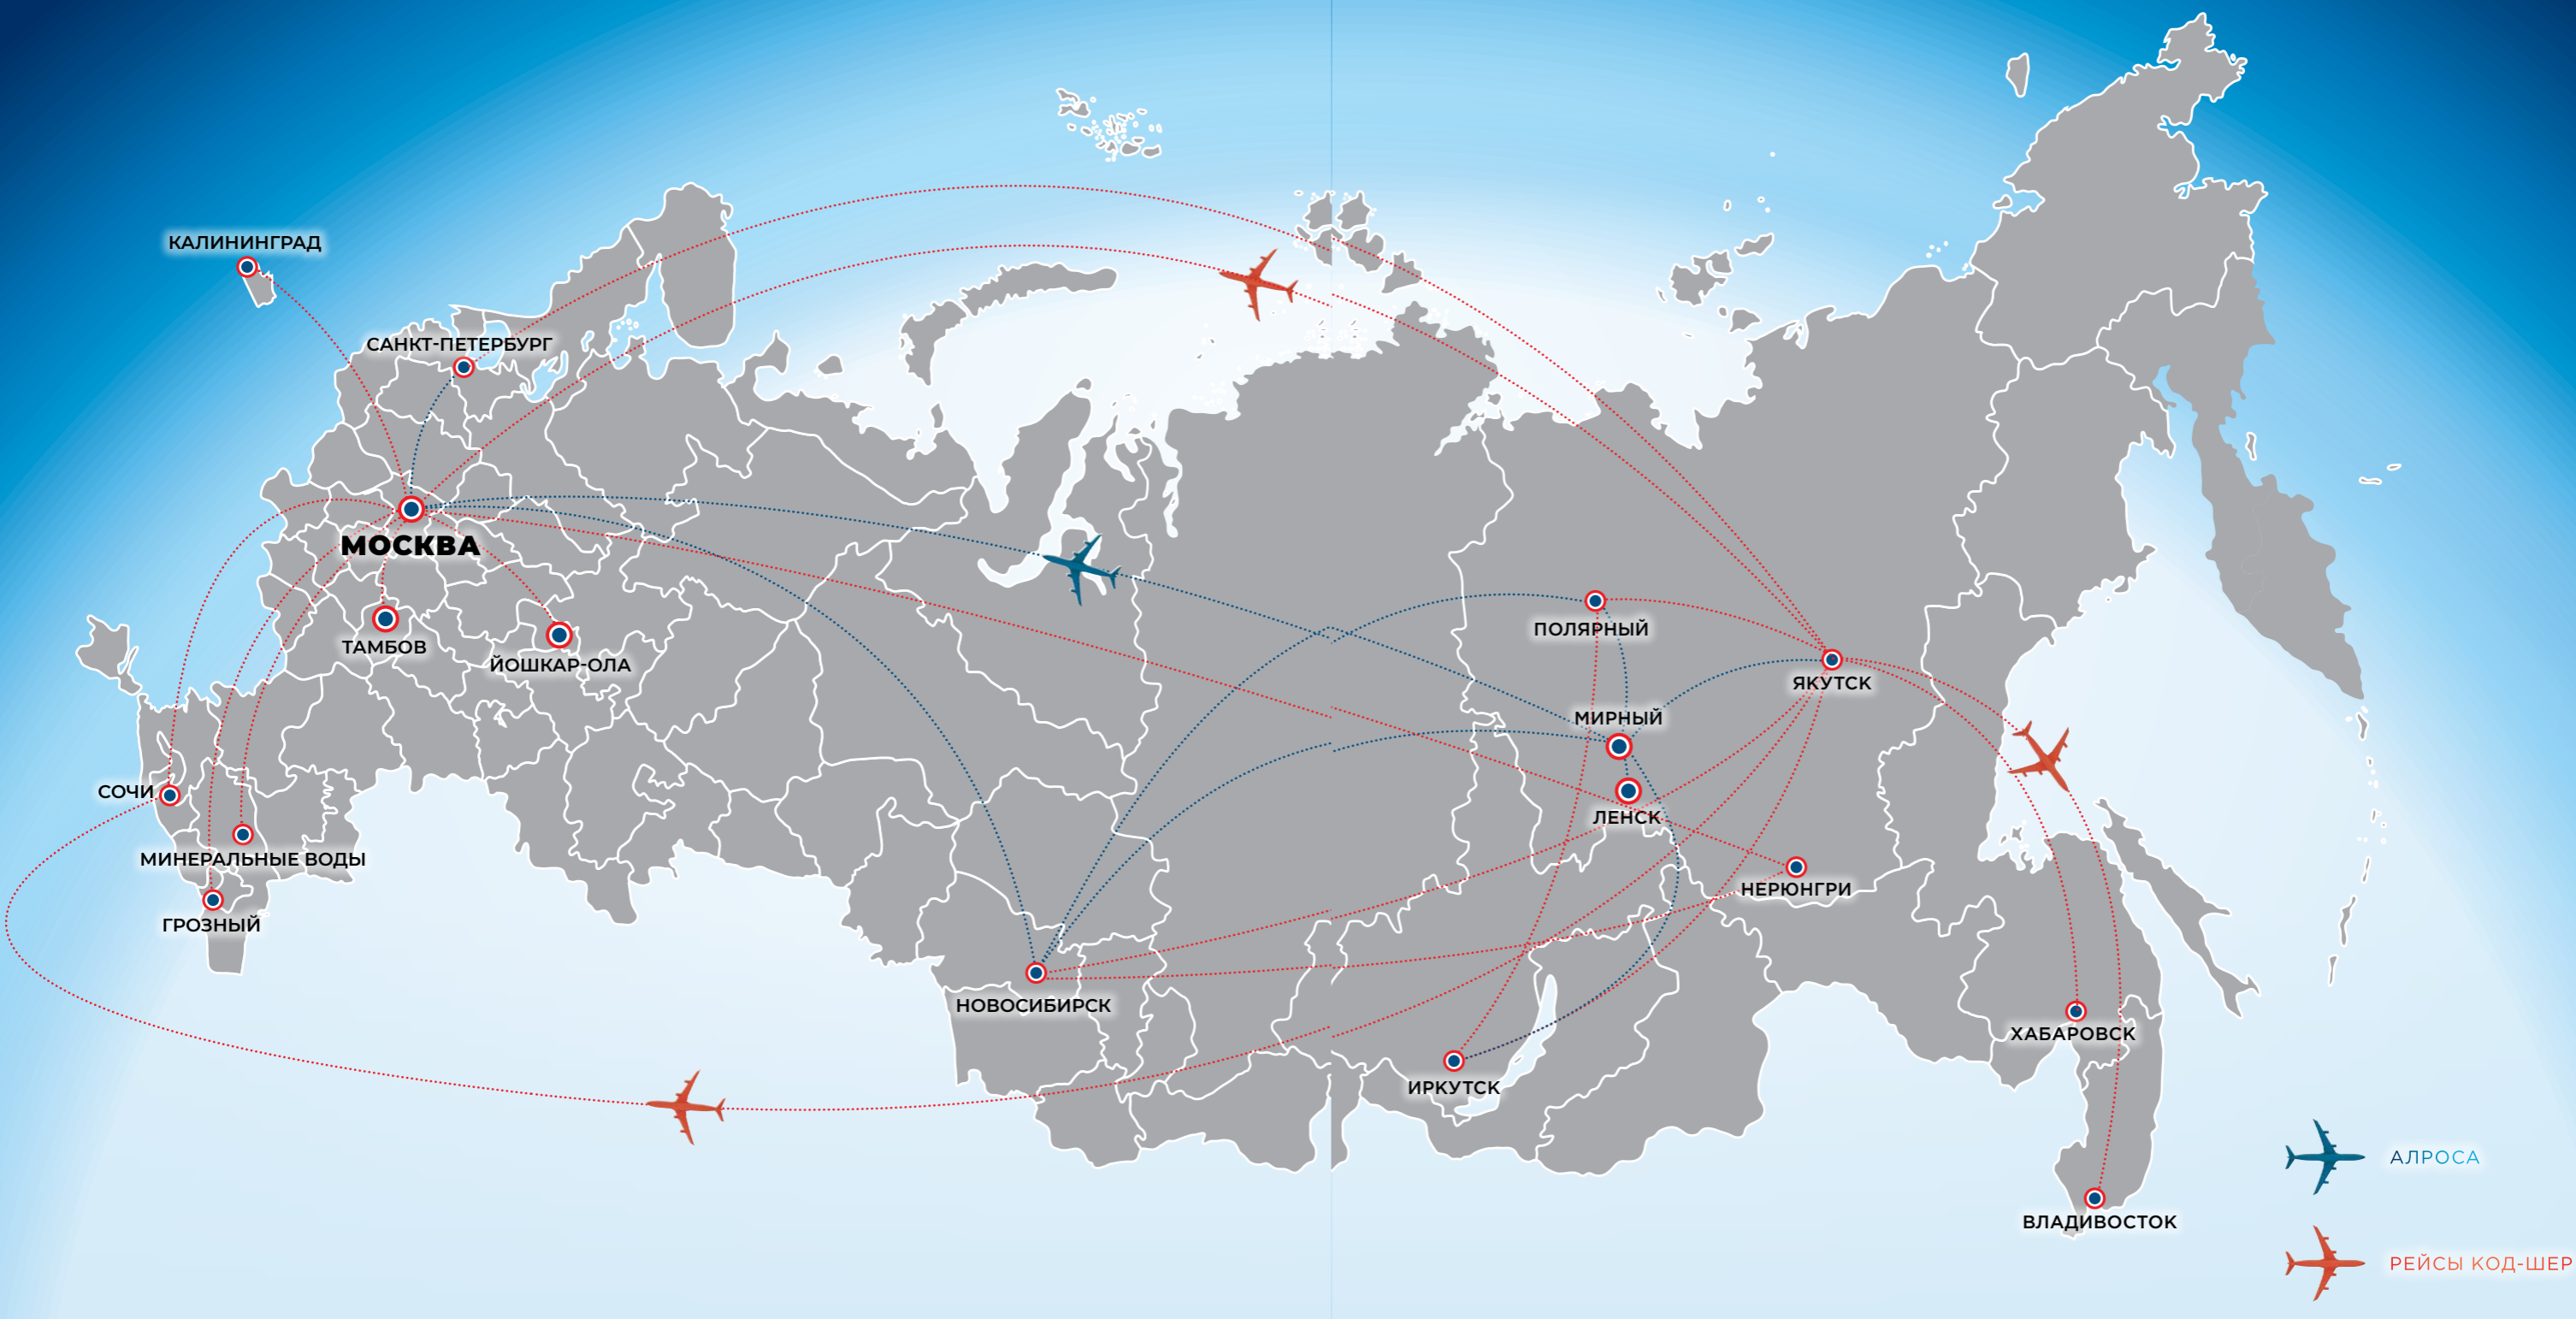 КАЛИНИНГРАД
САНКТ-ПЕТЕРБУРГ
МОСКВА
ТАМБОВ
ЙОШКАР-ОЛА
ПОЛЯРНЫЙ
ЯКУТСК
МИРНЫЙ
СОЧИ
ЛЕНСК
МИНЕРАЛЬНЫЕ ВОДЫ
НЕРЮНГРИ
ГРОЗНЫЙ
НОВОСИБИРСК
ХАБАРОВСК
ИРКУТСК
АЛРОСА
ВЛАДИВОСТОК
РЕЙСЫ КОД-ШЕР